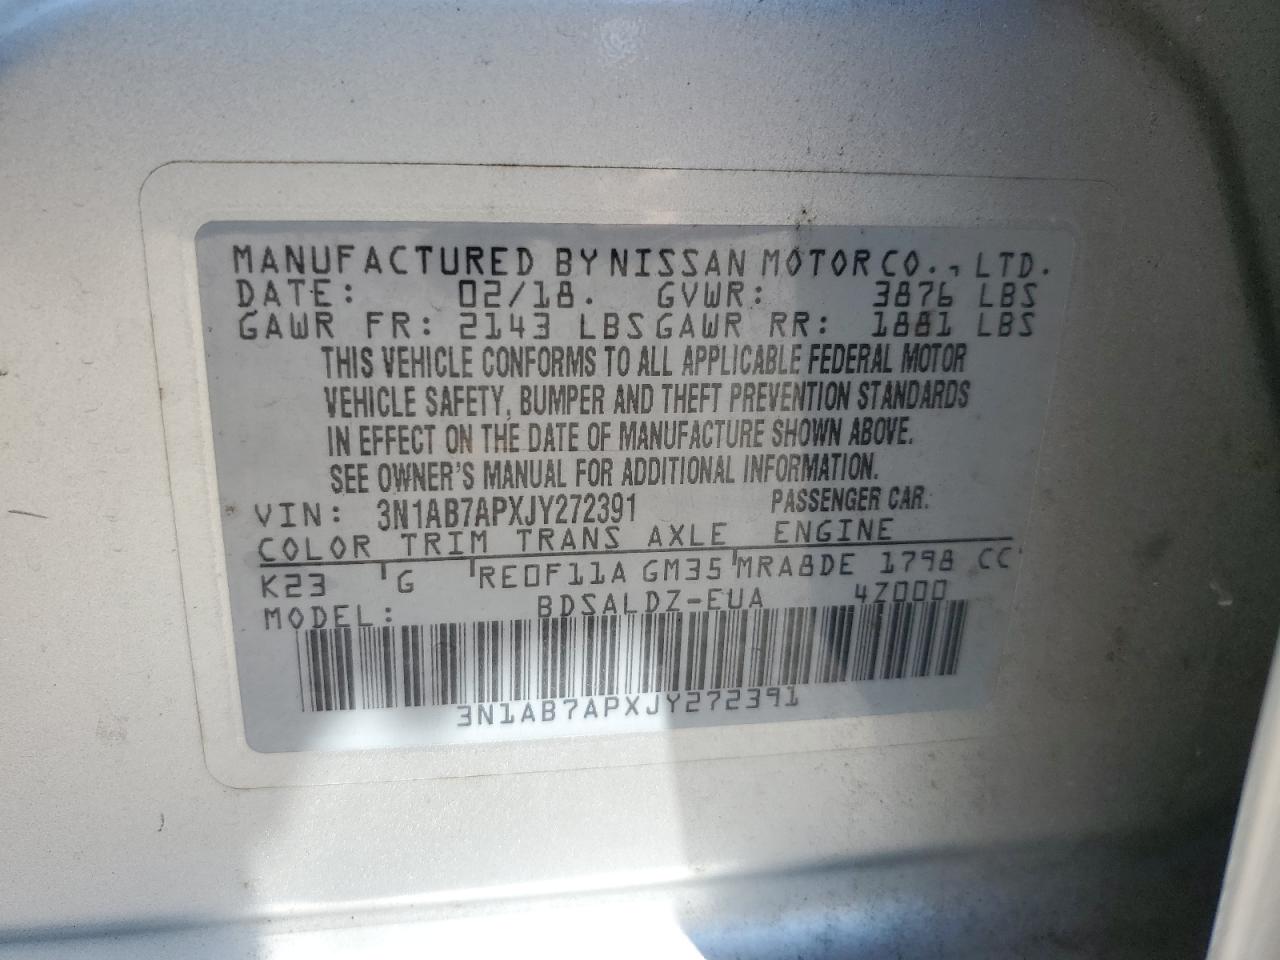 MANUFACTURED BY NISSAN MOTOR CO., LTD.
DATE: 02/18. GVWR: 3876 LBS
GAWR FR: 2143 LBS GAWR RR: 1881 LBS
THIS VEHICLE CONFORMS TO ALL APPLICABLE FEDERAL MOTOR
VEHICLE SAFETY, BUMPER AND THEFT PREVENTION STANDARDS
IN EFFECT ON THE DATE OF MANUFACTURE SHOWN ABOVE.
SEE OWNER'S MANUAL FOR ADDITIONAL INFORMATION.
VIN: 3N1AB7APXJY272391 PASSENGER CAR.
COLOR TRIM TRANS AXLE ENGINE
K23 G RE0F11A GM35 MRA8DE 1798 CC
MODEL: BDSALDZ-EUA 4Z000
3N1AB7APXJY272391